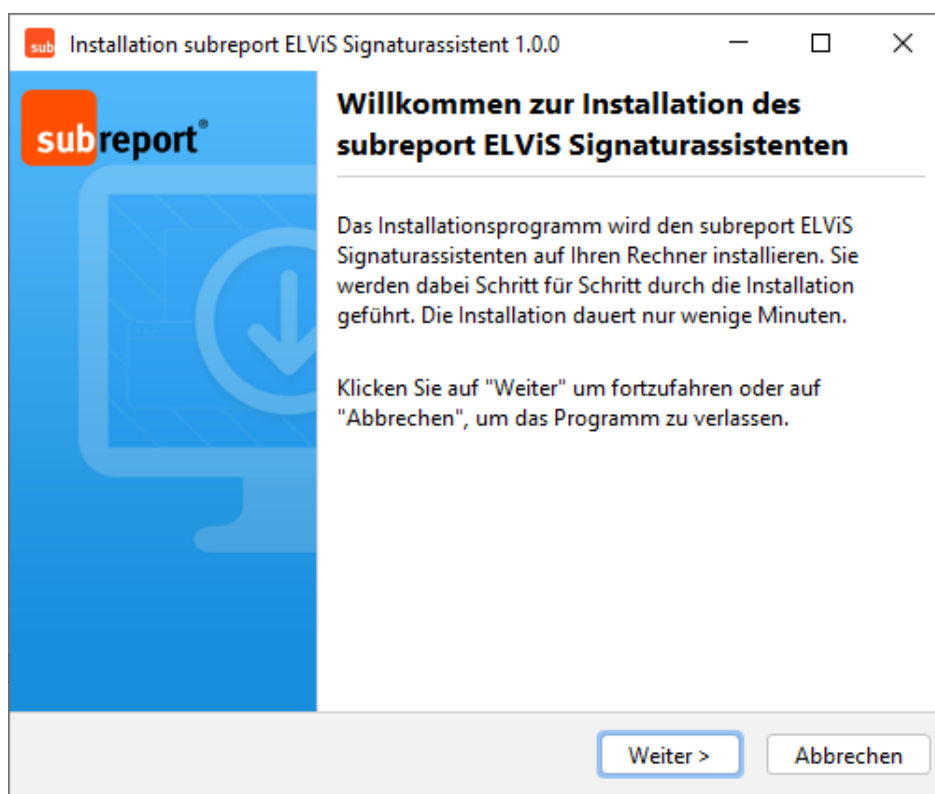 sub Installation subreport ELViS Signaturassistent 1.0.0
subreport®
Willkommen zur Installation des
subreport ELViS Signaturassistenten
Das Installationsprogramm wird den subreport ELViS
Signaturassistenten auf Ihren Rechner installieren. Sie
werden dabei Schritt für Schritt durch die Installation
geführt. Die Installation dauert nur wenige Minuten.
Klicken Sie auf "Weiter" um fortzufahren oder auf
"Abbrechen", um das Programm zu verlassen.
Weiter >
Abbrechen